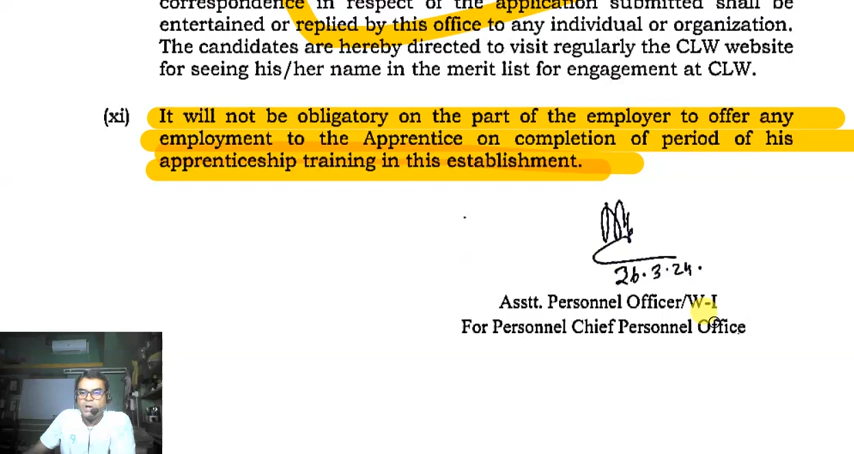 correspondence in respect of the application submitted shall be
entertained or replied by this office to any individual or organization.
The candidates are hereby directed to visit regularly the CLW website
for seeing his/her name in the merit list for engagement at CLW.
(xi) It will not be obligatory on the part of the employer to offer any
employment to the Apprentice on completion of period of his
apprenticeship training in this establishment.
26.3.24.
Asstt. Personnel Officer/W-I
For Personnel Chief Personnel Office